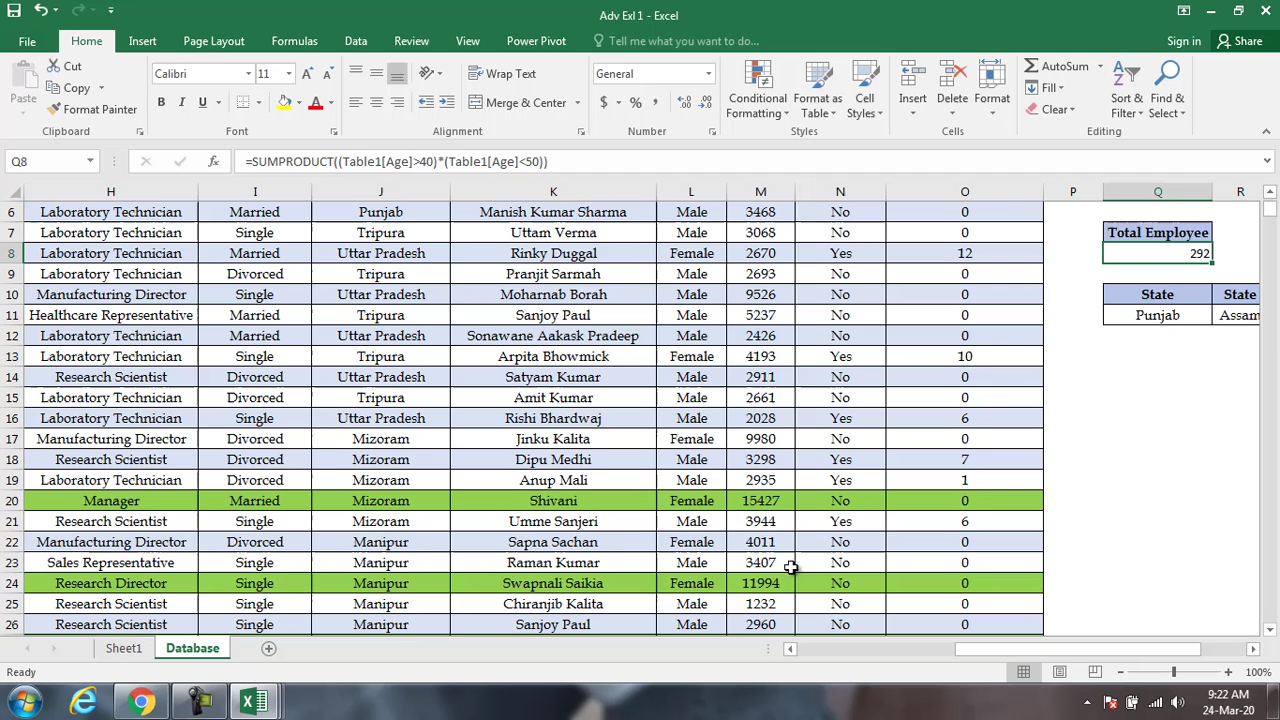 Adv Exl 1 - Excel
File Home Insert Page Layout Formulas Data Review View Power Pivot Tell me what you want to do... Sign in Share
Paste Cut Copy Format Painter Clipboard
Calibri 11 B I U A Font
Wrap Text Merge & Center Alignment
General $ % , Number
Conditional Formatting Format as Table Cell Styles Styles
Insert Delete Format Cells
AutoSum Fill Clear Sort & Filter Find & Select Editing
Q8 fx =SUMPRODUCT((Table1[Age]>40)*(Table1[Age]<50))
H I J K L M N O P Q R
6 Laboratory Technician Married Punjab Manish Kumar Sharma Male 3468 No 0
7 Laboratory Technician Single Tripura Uttam Verma Male 3068 No 0 Total Employee
8 Laboratory Technician Married Uttar Pradesh Rinky Duggal Female 2670 Yes 12 292
9 Laboratory Technician Divorced Tripura Pranjit Sarmah Male 2693 No 0
10 Manufacturing Director Single Uttar Pradesh Moharnab Borah Male 9526 No 0 State State
11 Healthcare Representative Married Tripura Sanjoy Paul Male 5237 No 0 Punjab Assam
12 Laboratory Technician Married Uttar Pradesh Sonawane Aakask Pradeep Male 2426 No 0
13 Laboratory Technician Single Tripura Arpita Bhowmick Female 4193 Yes 10
14 Research Scientist Divorced Uttar Pradesh Satyam Kumar Male 2911 No 0
15 Laboratory Technician Divorced Tripura Amit Kumar Male 2661 No 0
16 Laboratory Technician Single Uttar Pradesh Rishi Bhardwaj Male 2028 Yes 6
17 Manufacturing Director Divorced Mizoram Jinku Kalita Female 9980 No 0
18 Research Scientist Divorced Mizoram Dipu Medhi Male 3298 Yes 7
19 Laboratory Technician Divorced Mizoram Anup Mali Male 2935 Yes 1
20 Manager Married Mizoram Shivani Female 15427 No 0
21 Research Scientist Single Mizoram Umme Sanjeri Male 3944 Yes 6
22 Manufacturing Director Divorced Manipur Sapna Sachan Female 4011 No 0
23 Sales Representative Single Manipur Raman Kumar Male 3407 No 0
24 Research Director Single Manipur Swapnali Saikia Female 11994 No 0
25 Research Scientist Single Manipur Chiranjib Kalita Male 1232 No 0
26 Research Scientist Single Manipur Sanjoy Paul Male 2960 No 0
Sheet1 Database
Ready 100%
9:22 AM
24-Mar-20